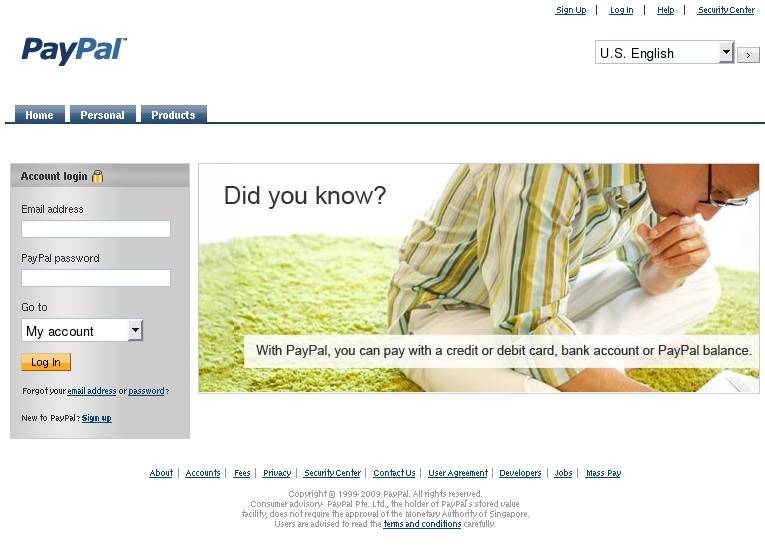 Sign Up | Log In | Help | Security Center
PayPal™
U.S. English
>
Home Personal Products
Account login
Email address
PayPal password
Go to
My account
Log In
Forgot your email address or password?
New to PayPal? Sign up
Did you know?
With PayPal, you can pay with a credit or debit card, bank account or PayPal balance.
About | Accounts | Fees | Privacy | Security Center | Contact Us | User Agreement | Developers | Jobs | Mass Pay
Copyright © 1999-2009 PayPal. All rights reserved.
Consumer advisory- PayPal Pte. Ltd., the holder of PayPal's stored value
facility, does not require the approval of the Monetary Authority of Singapore.
Users are advised to read the terms and conditions carefully.